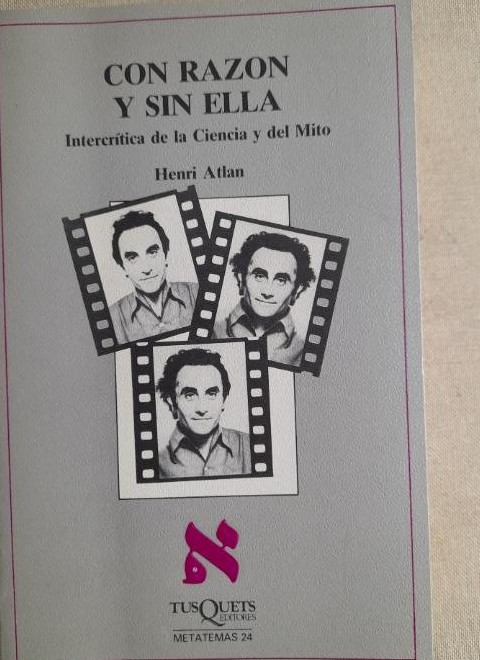 CON RAZON
Y SIN ELLA
Intercrítica de la Ciencia y del Mito
Henri Atlan
א
TUSQUETS
EDITORES
METATEMAS 24